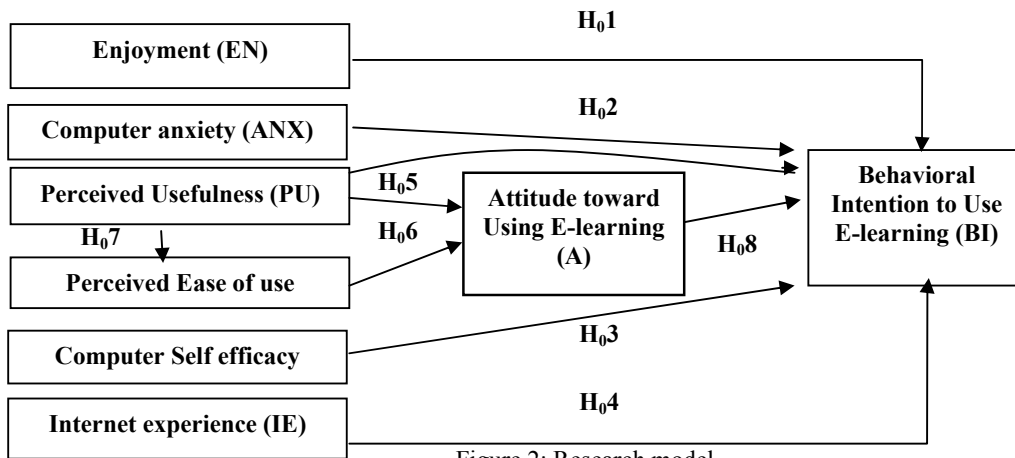 H₀1
Enjoyment (EN)
H₀2
Computer anxiety (ANX)
Perceived Usefulness (PU)
H₀5
Attitude toward
Using E-learning
(A)
Behavioral
Intention to Use
E-learning (BI)
H₀7
H₀6
H₀8
Perceived Ease of use
Computer Self efficacy
H₀3
Internet experience (IE)
H₀4
Figure 2: Research model